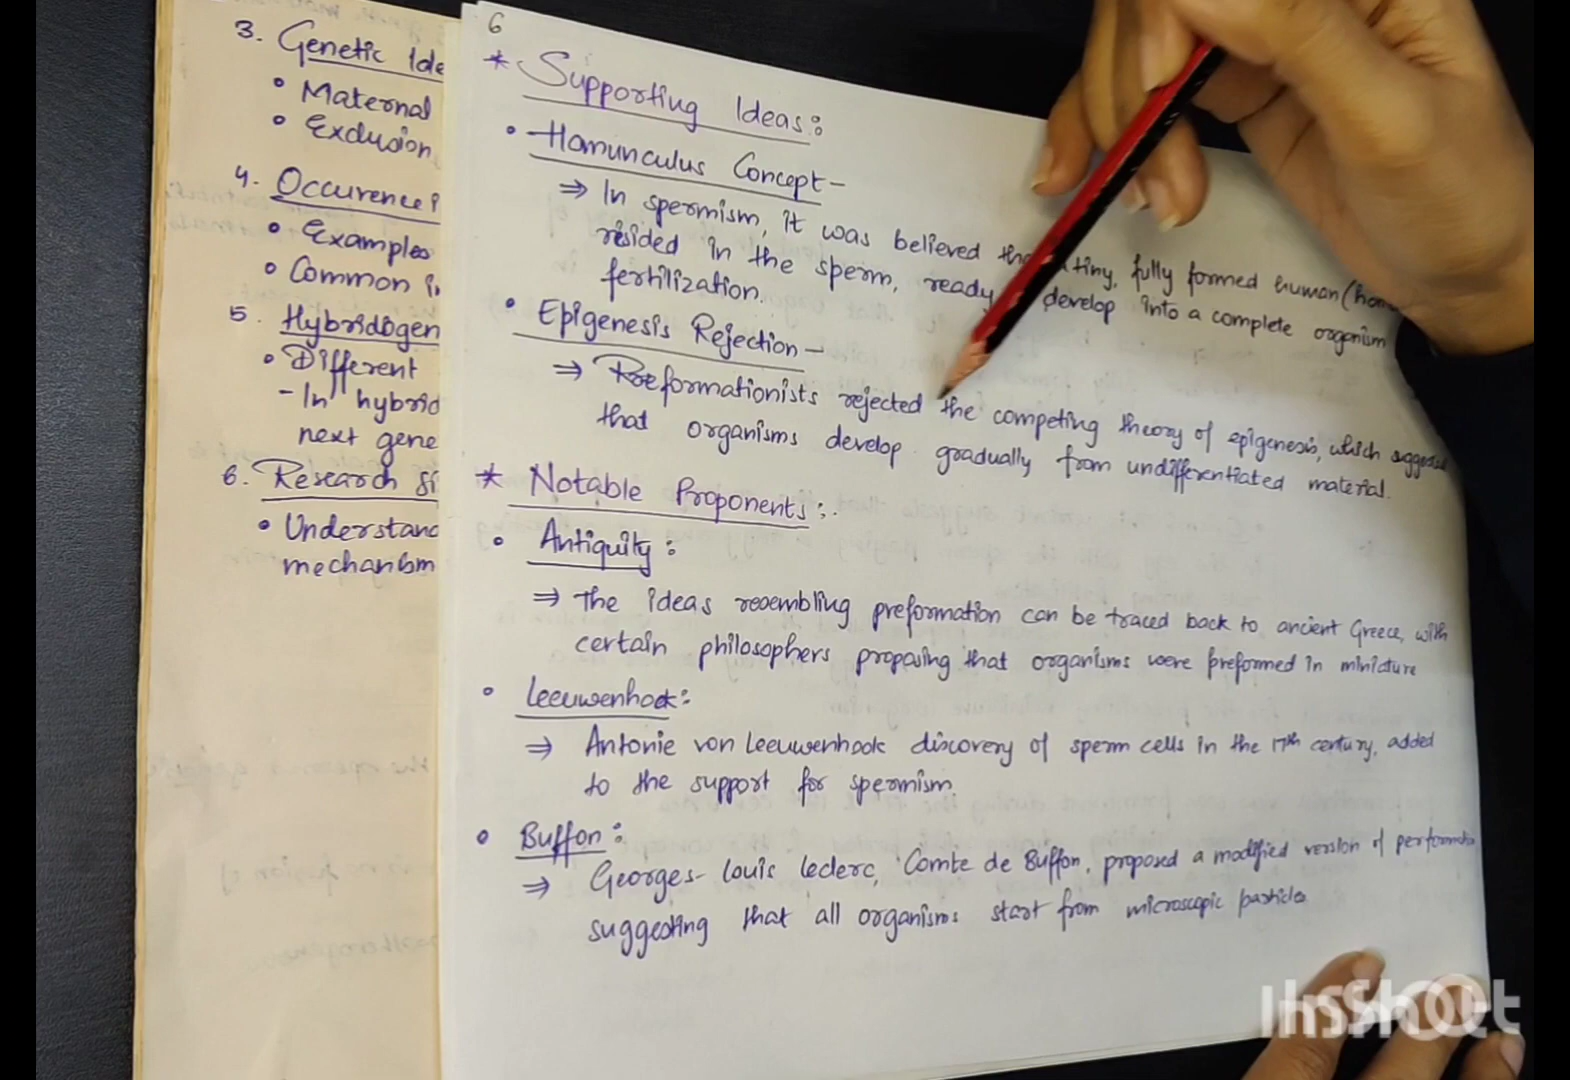 3. Genetic Ide
• Maternal
• Exclusion
4. Occurence
• Examples
• Common
5. Hybridogen
• Different
- In hybrid
next gene
6. Research si
• Understand
mechanism
6
* Supporting Ideas:
• Homunculus Concept-
⇒ In spermism, it was believed tiny, fully formed human (hom
resided in the sperm, ready develop into a complete organism
fertilization.
• Epigenesis Rejection-
⇒ Preformationists rejected the competing theory of epigenesis, which suggested
that organisms develop gradually from undifferentiated material.
* Notable Proponents:.
• Antiquity:
⇒ The ideas resembling preformation can be traced back to ancient Greece, with
certain philosophers proposing that organisms were preformed in miniature
• Leeuwenhoek:
⇒ Antonie von Leeuwenhook discovery of sperm cells in the 17th century, added
to the support for spermism.
• Buffon:
⇒ Georges- Louis Leclerc, Comte de Buffon, proposed a modified version of performation
suggesting that all organisms start from microscopic particles
InShOt